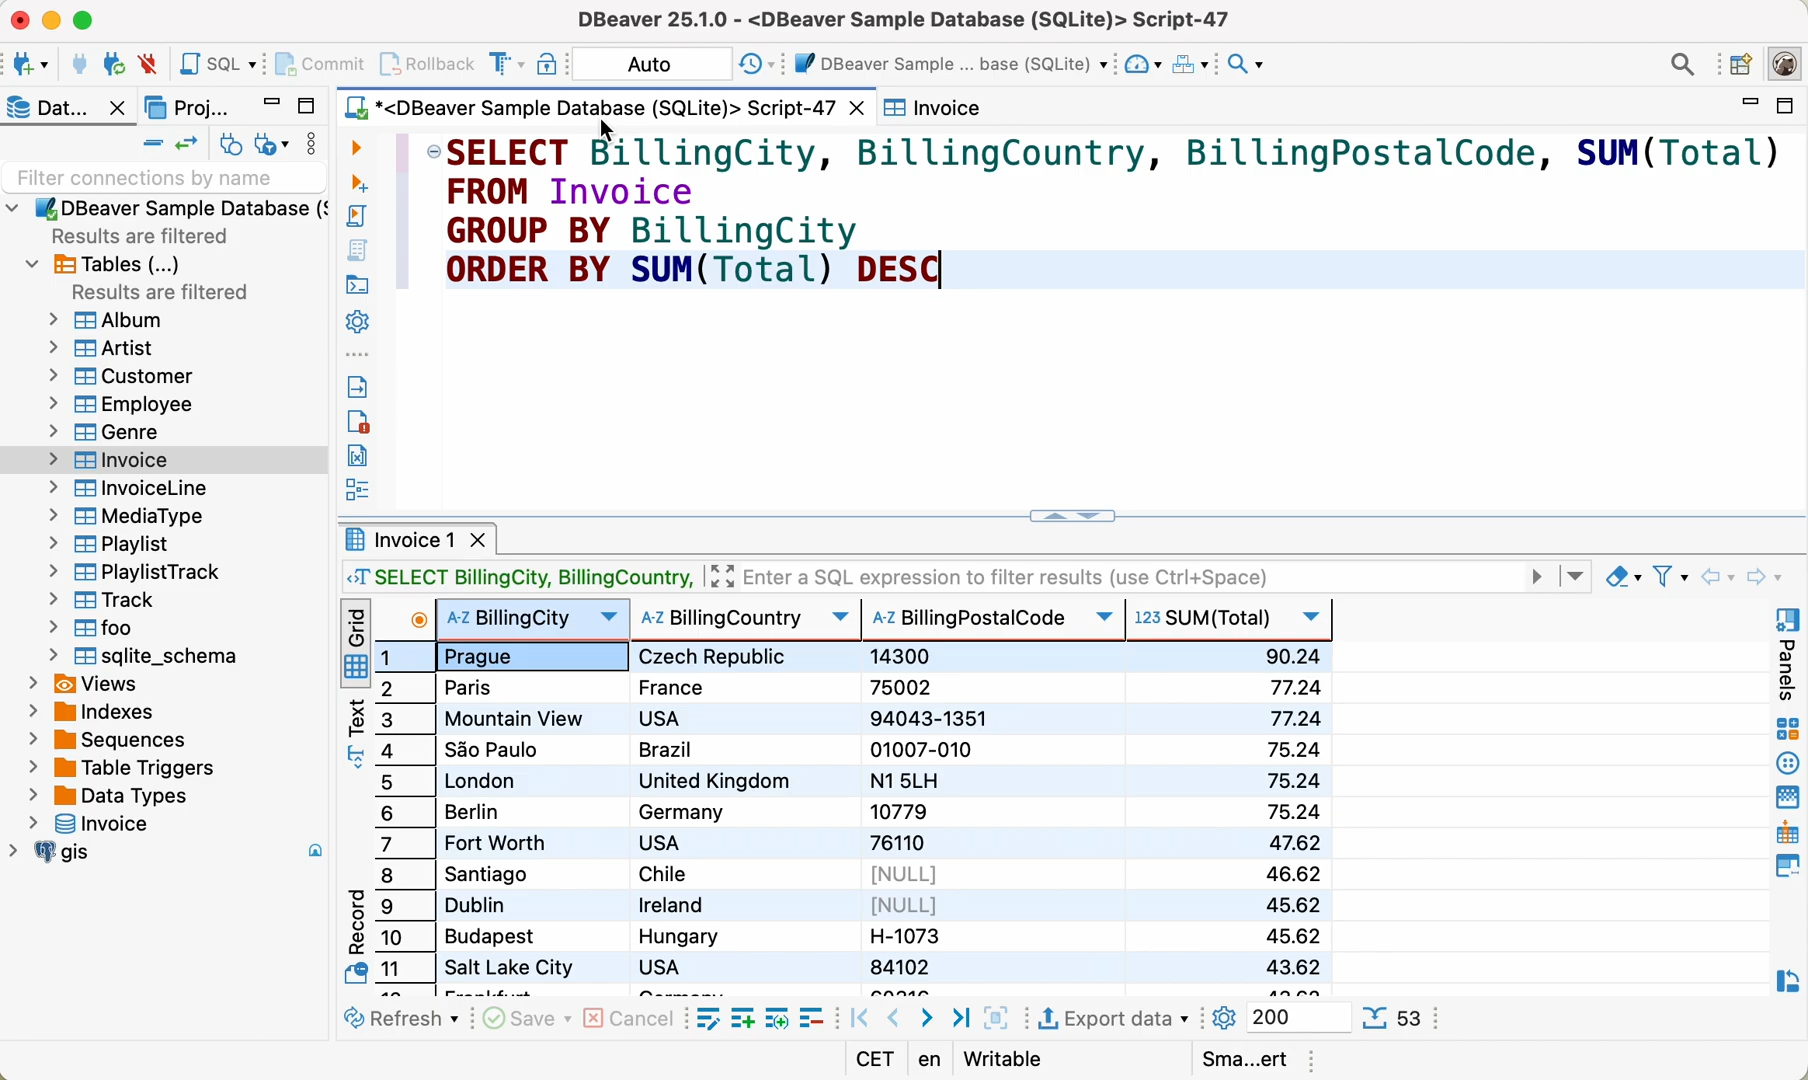 DBeaver 25.1.0 - <DBeaver Sample Database (SQLite)> Script-47
SQL
Commit
Rollback
Auto
DBeaver Sample ... base (SQLite)
Dat...
Proj...
*<DBeaver Sample Database (SQLite)> Script-47
Invoice
Filter connections by name
DBeaver Sample Database (S
Results are filtered
Tables (...)
Results are filtered
Album
Artist
Customer
Employee
Genre
Invoice
InvoiceLine
MediaType
Playlist
PlaylistTrack
Track
foo
sqlite_schema
Views
Indexes
Sequences
Table Triggers
Data Types
Invoice
gis
SELECT BillingCity, BillingCountry, BillingPostalCode, SUM(Total)
FROM Invoice
GROUP BY BillingCity
ORDER BY SUM(Total) DESC
Invoice 1
SELECT BillingCity, BillingCountry,
Enter a SQL expression to filter results (use Ctrl+Space)
Grid
Text
Record
A-Z BillingCity A-Z BillingCountry A-Z BillingPostalCode 123 SUM(Total)
1 Prague Czech Republic 14300 90.24
2 Paris France 75002 77.24
3 Mountain View USA 94043-1351 77.24
4 São Paulo Brazil 01007-010 75.24
5 London United Kingdom N1 5LH 75.24
6 Berlin Germany 10779 75.24
7 Fort Worth USA 76110 47.62
8 Santiago Chile [NULL] 46.62
9 Dublin Ireland [NULL] 45.62
10 Budapest Hungary H-1073 45.62
11 Salt Lake City USA 84102 43.62
Panels
Refresh
Save
Cancel
Export data
200
53
CET
en
Writable
Sma...ert